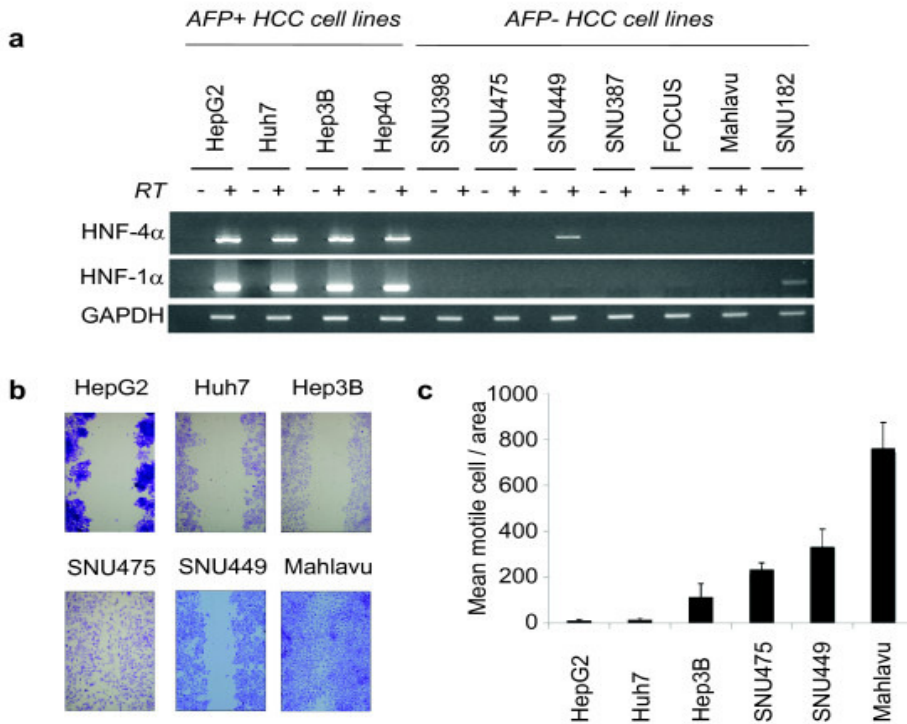 AFP+ HCC cell lines AFP- HCC cell lines
a
HepG2 Huh7 Hep3B Hep40 SNU398 SNU475 SNU449 SNU387 FOCUS Mahlavu SNU182
RT - + - + - + - + - + - + - + - + - + - + - +
HNF-4α
HNF-1α
GAPDH
b
HepG2 Huh7 Hep3B
SNU475 SNU449 Mahlavu
c
Mean motile cell / area
1000
800
600
400
200
0
HepG2 Huh7 Hep3B SNU475 SNU449 Mahlavu